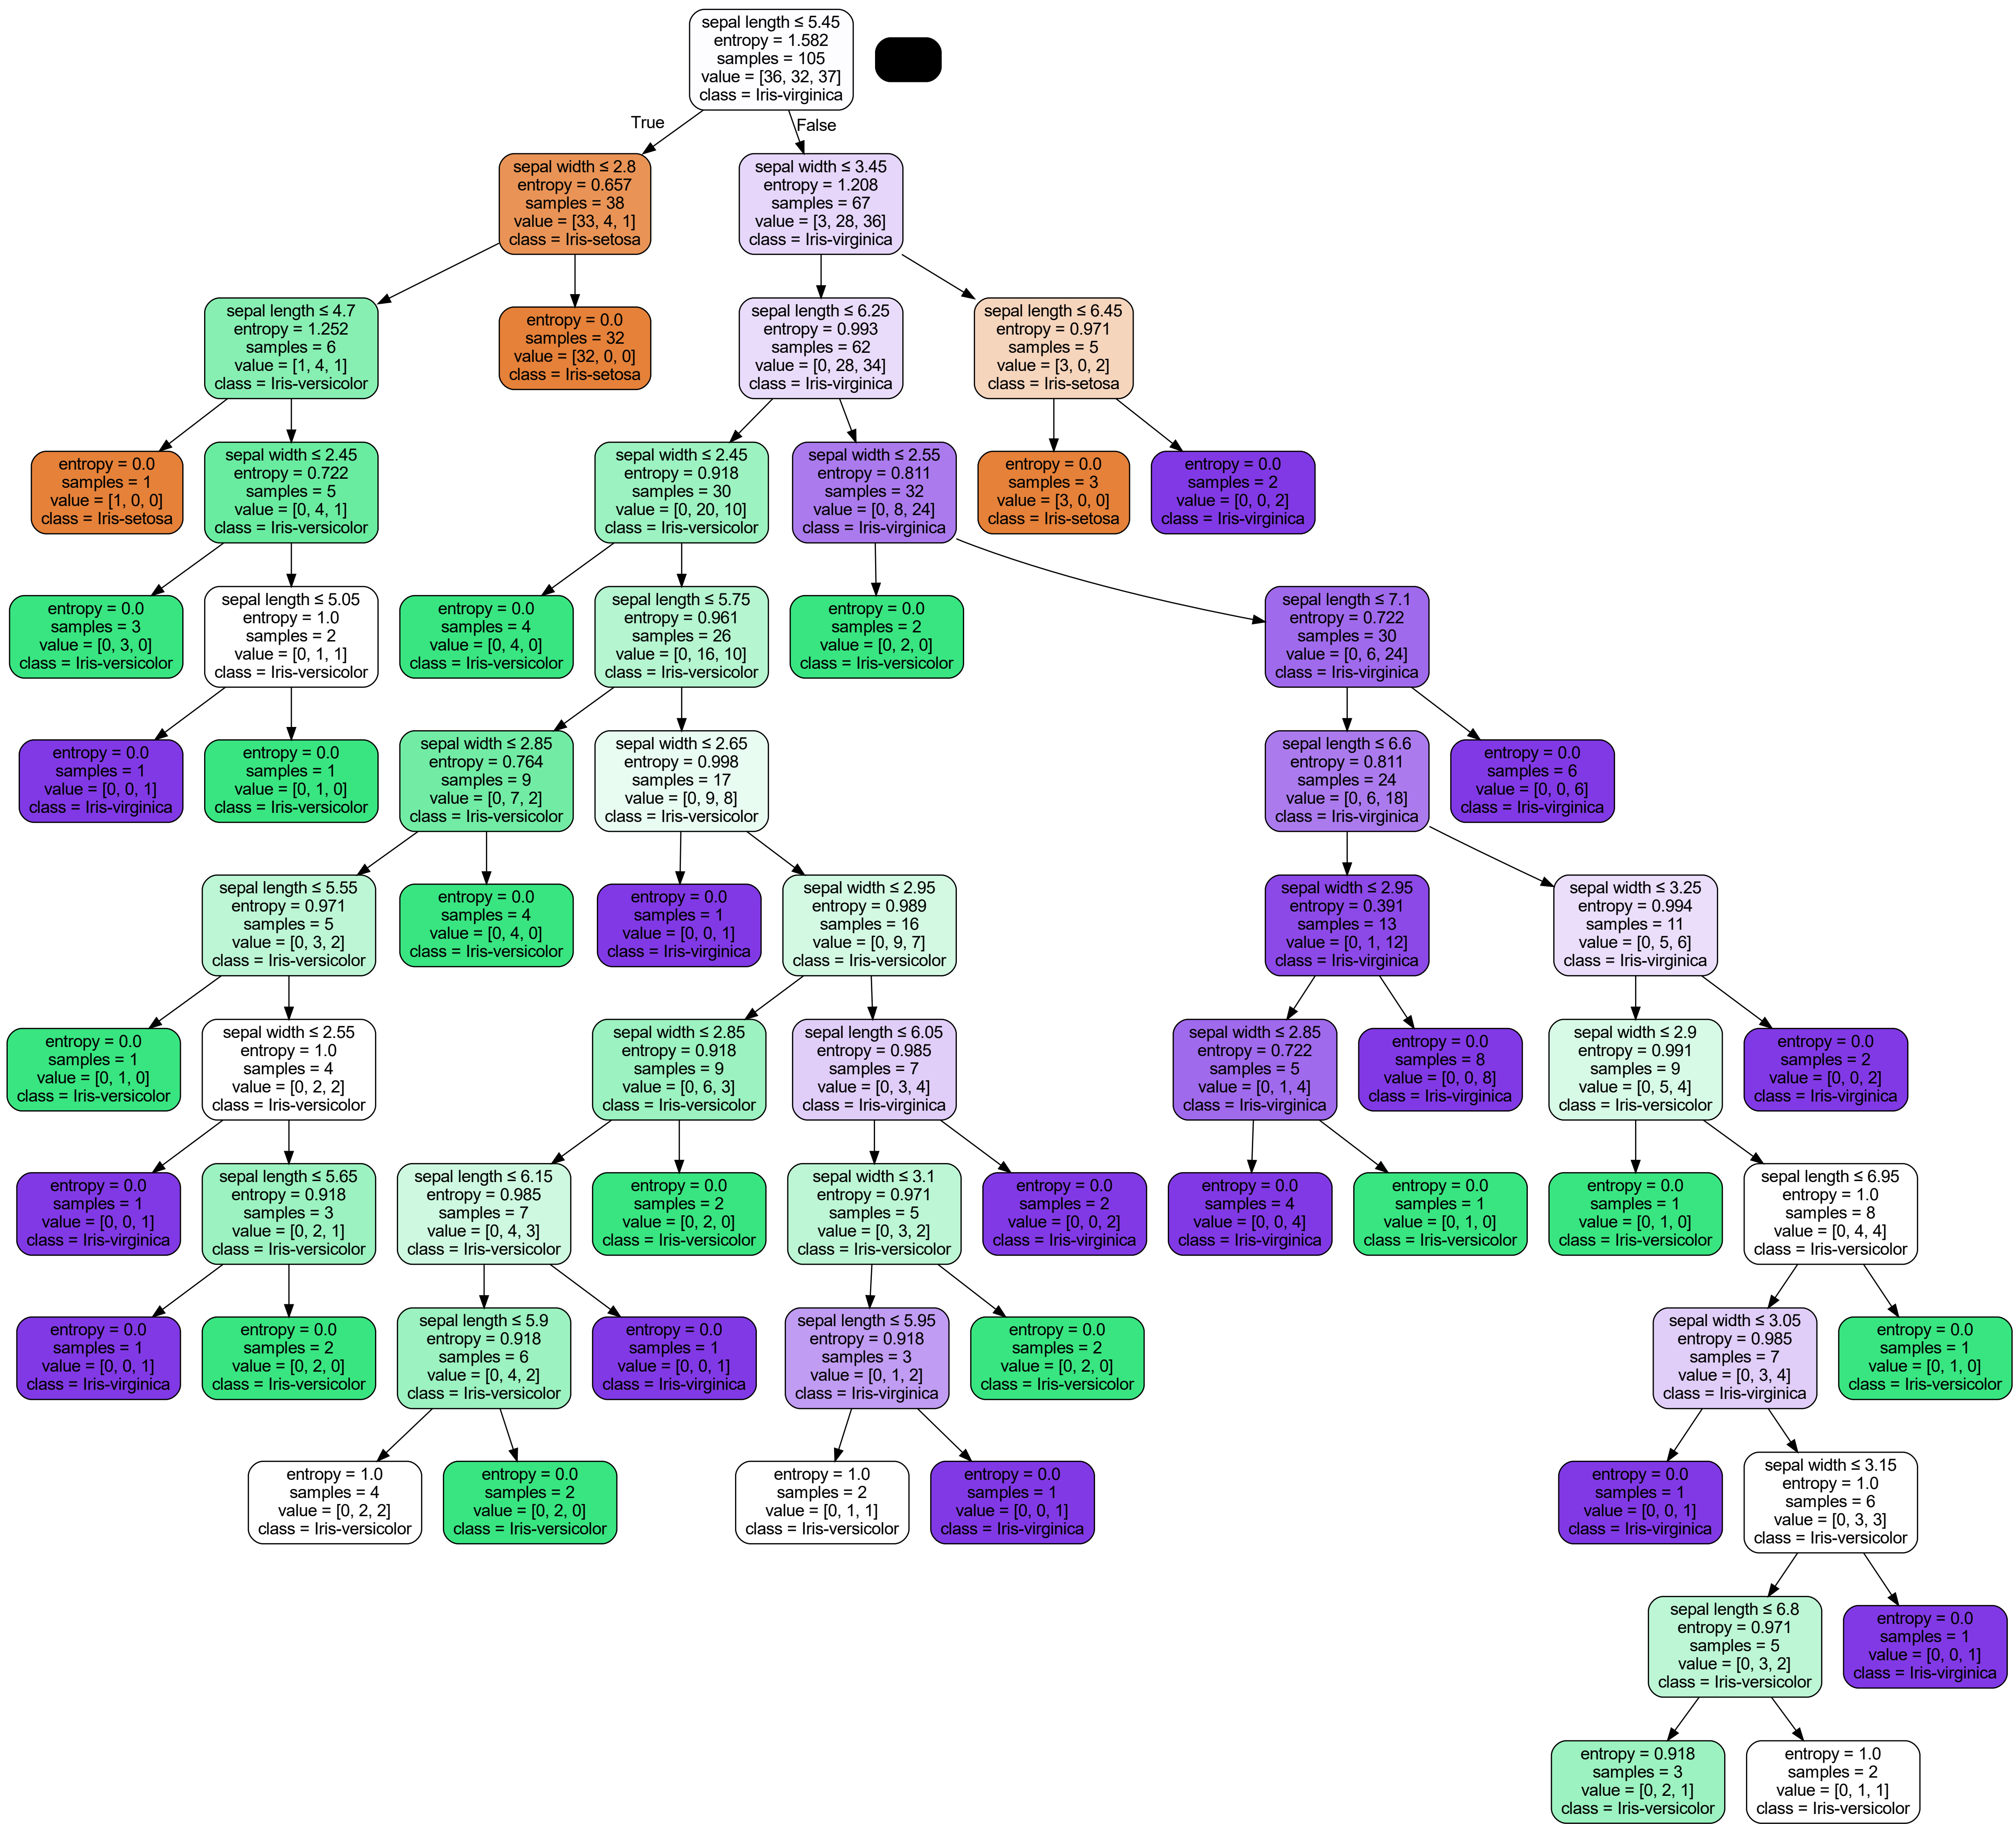 sepal length ≤ 5.45
entropy = 1.582
samples = 105
value = [36, 32, 37]
class = Iris-virginica
True
False
sepal width ≤ 2.8
entropy = 0.657
samples = 38
value = [33, 4, 1]
class = Iris-setosa
sepal width ≤ 3.45
entropy = 1.208
samples = 67
value = [3, 28, 36]
class = Iris-virginica
sepal length ≤ 4.7
entropy = 1.252
samples = 6
value = [1, 4, 1]
class = Iris-versicolor
entropy = 0.0
samples = 32
value = [32, 0, 0]
class = Iris-setosa
sepal length ≤ 6.25
entropy = 0.993
samples = 62
value = [0, 28, 34]
class = Iris-virginica
sepal length ≤ 6.45
entropy = 0.971
samples = 5
value = [3, 0, 2]
class = Iris-setosa
entropy = 0.0
samples = 1
value = [1, 0, 0]
class = Iris-setosa
sepal width ≤ 2.45
entropy = 0.722
samples = 5
value = [0, 4, 1]
class = Iris-versicolor
sepal width ≤ 2.45
entropy = 0.918
samples = 30
value = [0, 20, 10]
class = Iris-versicolor
sepal width ≤ 2.55
entropy = 0.811
samples = 32
value = [0, 8, 24]
class = Iris-virginica
entropy = 0.0
samples = 3
value = [3, 0, 0]
class = Iris-setosa
entropy = 0.0
samples = 2
value = [0, 0, 2]
class = Iris-virginica
entropy = 0.0
samples = 3
value = [0, 3, 0]
class = Iris-versicolor
sepal length ≤ 5.05
entropy = 1.0
samples = 2
value = [0, 1, 1]
class = Iris-versicolor
entropy = 0.0
samples = 4
value = [0, 4, 0]
class = Iris-versicolor
sepal length ≤ 5.75
entropy = 0.961
samples = 26
value = [0, 16, 10]
class = Iris-versicolor
entropy = 0.0
samples = 2
value = [0, 2, 0]
class = Iris-versicolor
sepal length ≤ 7.1
entropy = 0.722
samples = 30
value = [0, 6, 24]
class = Iris-virginica
entropy = 0.0
samples = 1
value = [0, 0, 1]
class = Iris-virginica
entropy = 0.0
samples = 1
value = [0, 1, 0]
class = Iris-versicolor
sepal width ≤ 2.85
entropy = 0.764
samples = 9
value = [0, 7, 2]
class = Iris-versicolor
sepal width ≤ 2.65
entropy = 0.998
samples = 17
value = [0, 9, 8]
class = Iris-versicolor
sepal length ≤ 6.6
entropy = 0.811
samples = 24
value = [0, 6, 18]
class = Iris-virginica
entropy = 0.0
samples = 6
value = [0, 0, 6]
class = Iris-virginica
sepal length ≤ 5.55
entropy = 0.971
samples = 5
value = [0, 3, 2]
class = Iris-versicolor
entropy = 0.0
samples = 4
value = [0, 4, 0]
class = Iris-versicolor
entropy = 0.0
samples = 1
value = [0, 0, 1]
class = Iris-virginica
sepal width ≤ 2.95
entropy = 0.989
samples = 16
value = [0, 9, 7]
class = Iris-versicolor
sepal width ≤ 2.95
entropy = 0.391
samples = 13
value = [0, 1, 12]
class = Iris-virginica
sepal width ≤ 3.25
entropy = 0.994
samples = 11
value = [0, 5, 6]
class = Iris-virginica
entropy = 0.0
samples = 1
value = [0, 1, 0]
class = Iris-versicolor
sepal width ≤ 2.55
entropy = 1.0
samples = 4
value = [0, 2, 2]
class = Iris-versicolor
sepal width ≤ 2.85
entropy = 0.918
samples = 9
value = [0, 6, 3]
class = Iris-versicolor
sepal length ≤ 6.05
entropy = 0.985
samples = 7
value = [0, 3, 4]
class = Iris-virginica
sepal width ≤ 2.85
entropy = 0.722
samples = 5
value = [0, 1, 4]
class = Iris-virginica
entropy = 0.0
samples = 8
value = [0, 0, 8]
class = Iris-virginica
sepal width ≤ 2.9
entropy = 0.991
samples = 9
value = [0, 5, 4]
class = Iris-versicolor
entropy = 0.0
samples = 2
value = [0, 0, 2]
class = Iris-virginica
entropy = 0.0
samples = 1
value = [0, 0, 1]
class = Iris-virginica
sepal length ≤ 5.65
entropy = 0.918
samples = 3
value = [0, 2, 1]
class = Iris-versicolor
sepal length ≤ 6.15
entropy = 0.985
samples = 7
value = [0, 4, 3]
class = Iris-versicolor
entropy = 0.0
samples = 2
value = [0, 2, 0]
class = Iris-versicolor
sepal width ≤ 3.1
entropy = 0.971
samples = 5
value = [0, 3, 2]
class = Iris-versicolor
entropy = 0.0
samples = 2
value = [0, 0, 2]
class = Iris-virginica
entropy = 0.0
samples = 4
value = [0, 0, 4]
class = Iris-virginica
entropy = 0.0
samples = 1
value = [0, 1, 0]
class = Iris-versicolor
entropy = 0.0
samples = 1
value = [0, 1, 0]
class = Iris-versicolor
sepal length ≤ 6.95
entropy = 1.0
samples = 8
value = [0, 4, 4]
class = Iris-versicolor
entropy = 0.0
samples = 1
value = [0, 0, 1]
class = Iris-virginica
entropy = 0.0
samples = 2
value = [0, 2, 0]
class = Iris-versicolor
sepal length ≤ 5.9
entropy = 0.918
samples = 6
value = [0, 4, 2]
class = Iris-versicolor
entropy = 0.0
samples = 1
value = [0, 0, 1]
class = Iris-virginica
sepal length ≤ 5.95
entropy = 0.918
samples = 3
value = [0, 1, 2]
class = Iris-virginica
entropy = 0.0
samples = 2
value = [0, 2, 0]
class = Iris-versicolor
sepal width ≤ 3.05
entropy = 0.985
samples = 7
value = [0, 3, 4]
class = Iris-virginica
entropy = 0.0
samples = 1
value = [0, 1, 0]
class = Iris-versicolor
entropy = 1.0
samples = 4
value = [0, 2, 2]
class = Iris-versicolor
entropy = 0.0
samples = 2
value = [0, 2, 0]
class = Iris-versicolor
entropy = 1.0
samples = 2
value = [0, 1, 1]
class = Iris-versicolor
entropy = 0.0
samples = 1
value = [0, 0, 1]
class = Iris-virginica
entropy = 0.0
samples = 1
value = [0, 0, 1]
class = Iris-virginica
sepal width ≤ 3.15
entropy = 1.0
samples = 6
value = [0, 3, 3]
class = Iris-versicolor
sepal length ≤ 6.8
entropy = 0.971
samples = 5
value = [0, 3, 2]
class = Iris-versicolor
entropy = 0.0
samples = 1
value = [0, 0, 1]
class = Iris-virginica
entropy = 0.918
samples = 3
value = [0, 2, 1]
class = Iris-versicolor
entropy = 1.0
samples = 2
value = [0, 1, 1]
class = Iris-versicolor